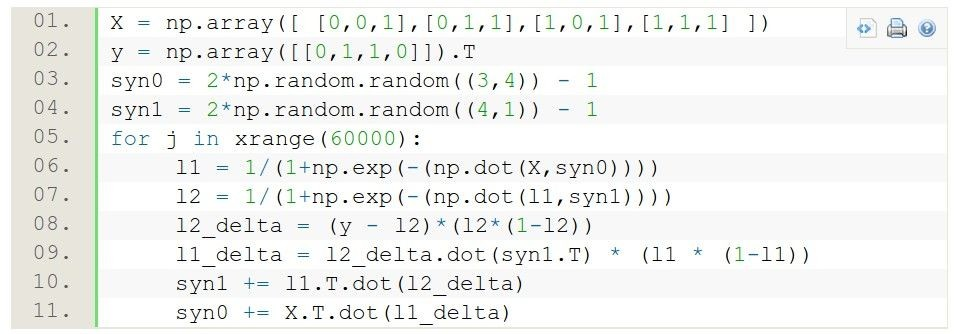 01. X = np.array([ [0,0,1],[0,1,1],[1,0,1],[1,1,1] ])
02. y = np.array([[0,1,1,0]]).T
03. syn0 = 2*np.random.random((3,4)) - 1
04. syn1 = 2*np.random.random((4,1)) - 1
05. for j in xrange(60000):
06.     l1 = 1/(1+np.exp(-(np.dot(X,syn0))))
07.     l2 = 1/(1+np.exp(-(np.dot(l1,syn1))))
08.     l2_delta = (y - l2)*(l2*(1-l2))
09.     l1_delta = l2_delta.dot(syn1.T) * (l1 * (1-l1))
10.     syn1 += l1.T.dot(l2_delta)
11.     syn0 += X.T.dot(l1_delta)